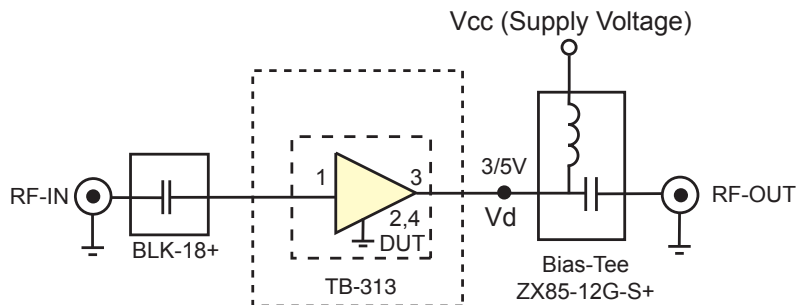 Vcc (Supply Voltage)
RF-IN
BLK-18+
1
3
2,4
DUT
TB-313
3/5V
Vd
RF-OUT
Bias-Tee
ZX85-12G-S+